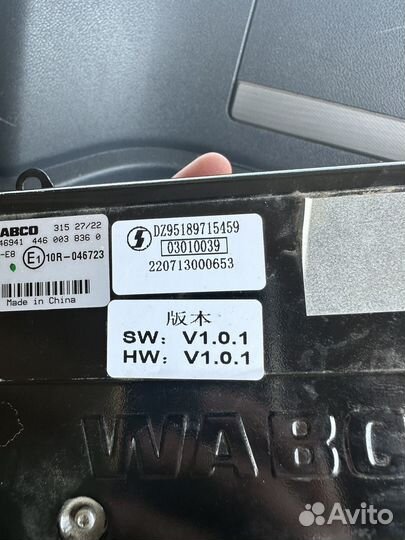 WABCO 315 27/22
46941 446 003 836 0
-E8 E1 10R-046723
Made in China
DZ95189715459
03010039
220713000653
版本
SW: V1.0.1
HW: V1.0.1
WABC
Avito